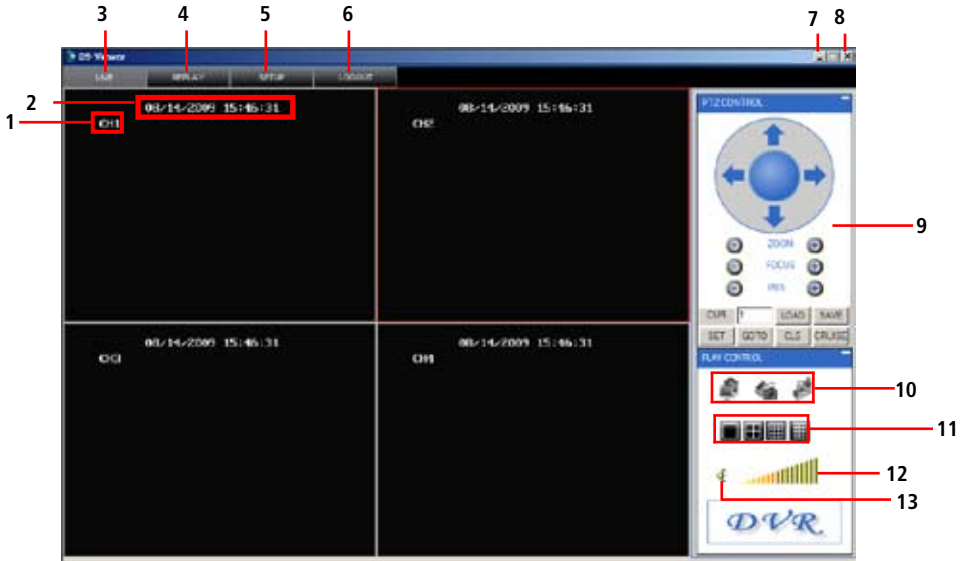 3 4 5 6 7 8
D9 Viewer
LIVE REPLAY SETUP LOGOUT
2
08/14/2009 15:46:31
08/14/2009 15:46:31
PTZ CONTROL
1
CH1
CH2
9
ZOOM
FOCUS
IRIS
LOAD SAVE
SET GOTO CLS CRUISE
08/14/2009 15:46:31
08/14/2009 15:46:31
CH3
CH4
PLAY CONTROL
10
11
12
13
DVR